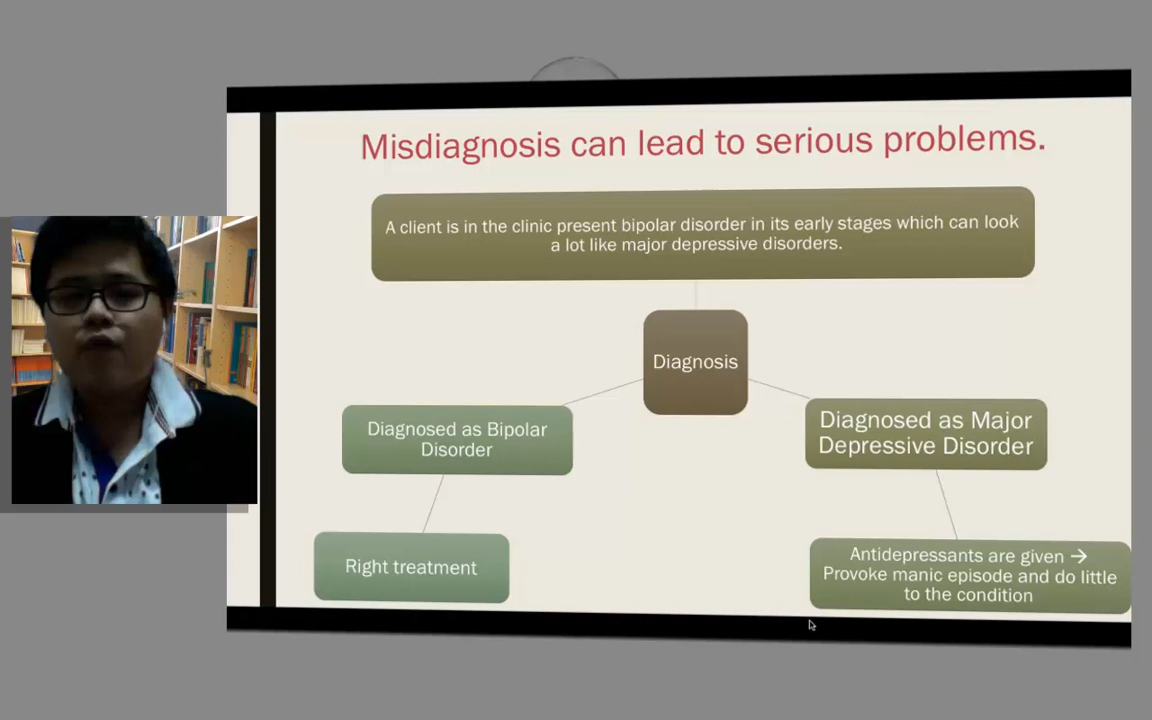 Misdiagnosis can lead to serious problems.
A client is in the clinic present bipolar disorder in its early stages which can look
a lot like major depressive disorders.
Diagnosis
Diagnosed as Bipolar
Disorder
Diagnosed as Major
Depressive Disorder
Right treatment
Antidepressants are given →
Provoke manic episode and do little
to the condition